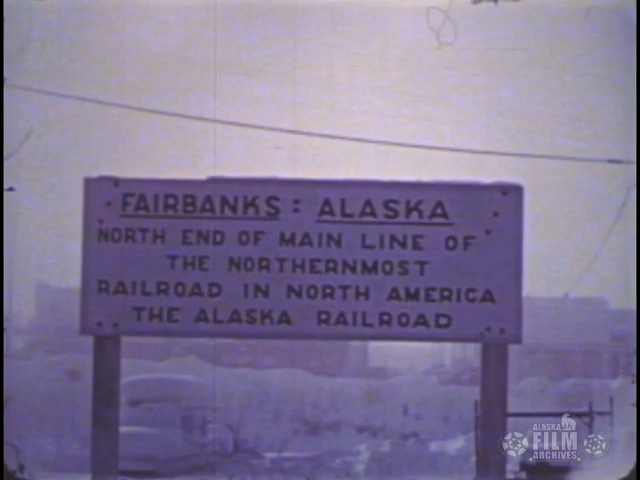 FAIRBANKS : ALASKA
NORTH END OF MAIN LINE OF
THE NORTHERNMOST
RAILROAD IN NORTH AMERICA
THE ALASKA RAILROAD
ALASKA
FILM
ARCHIVES